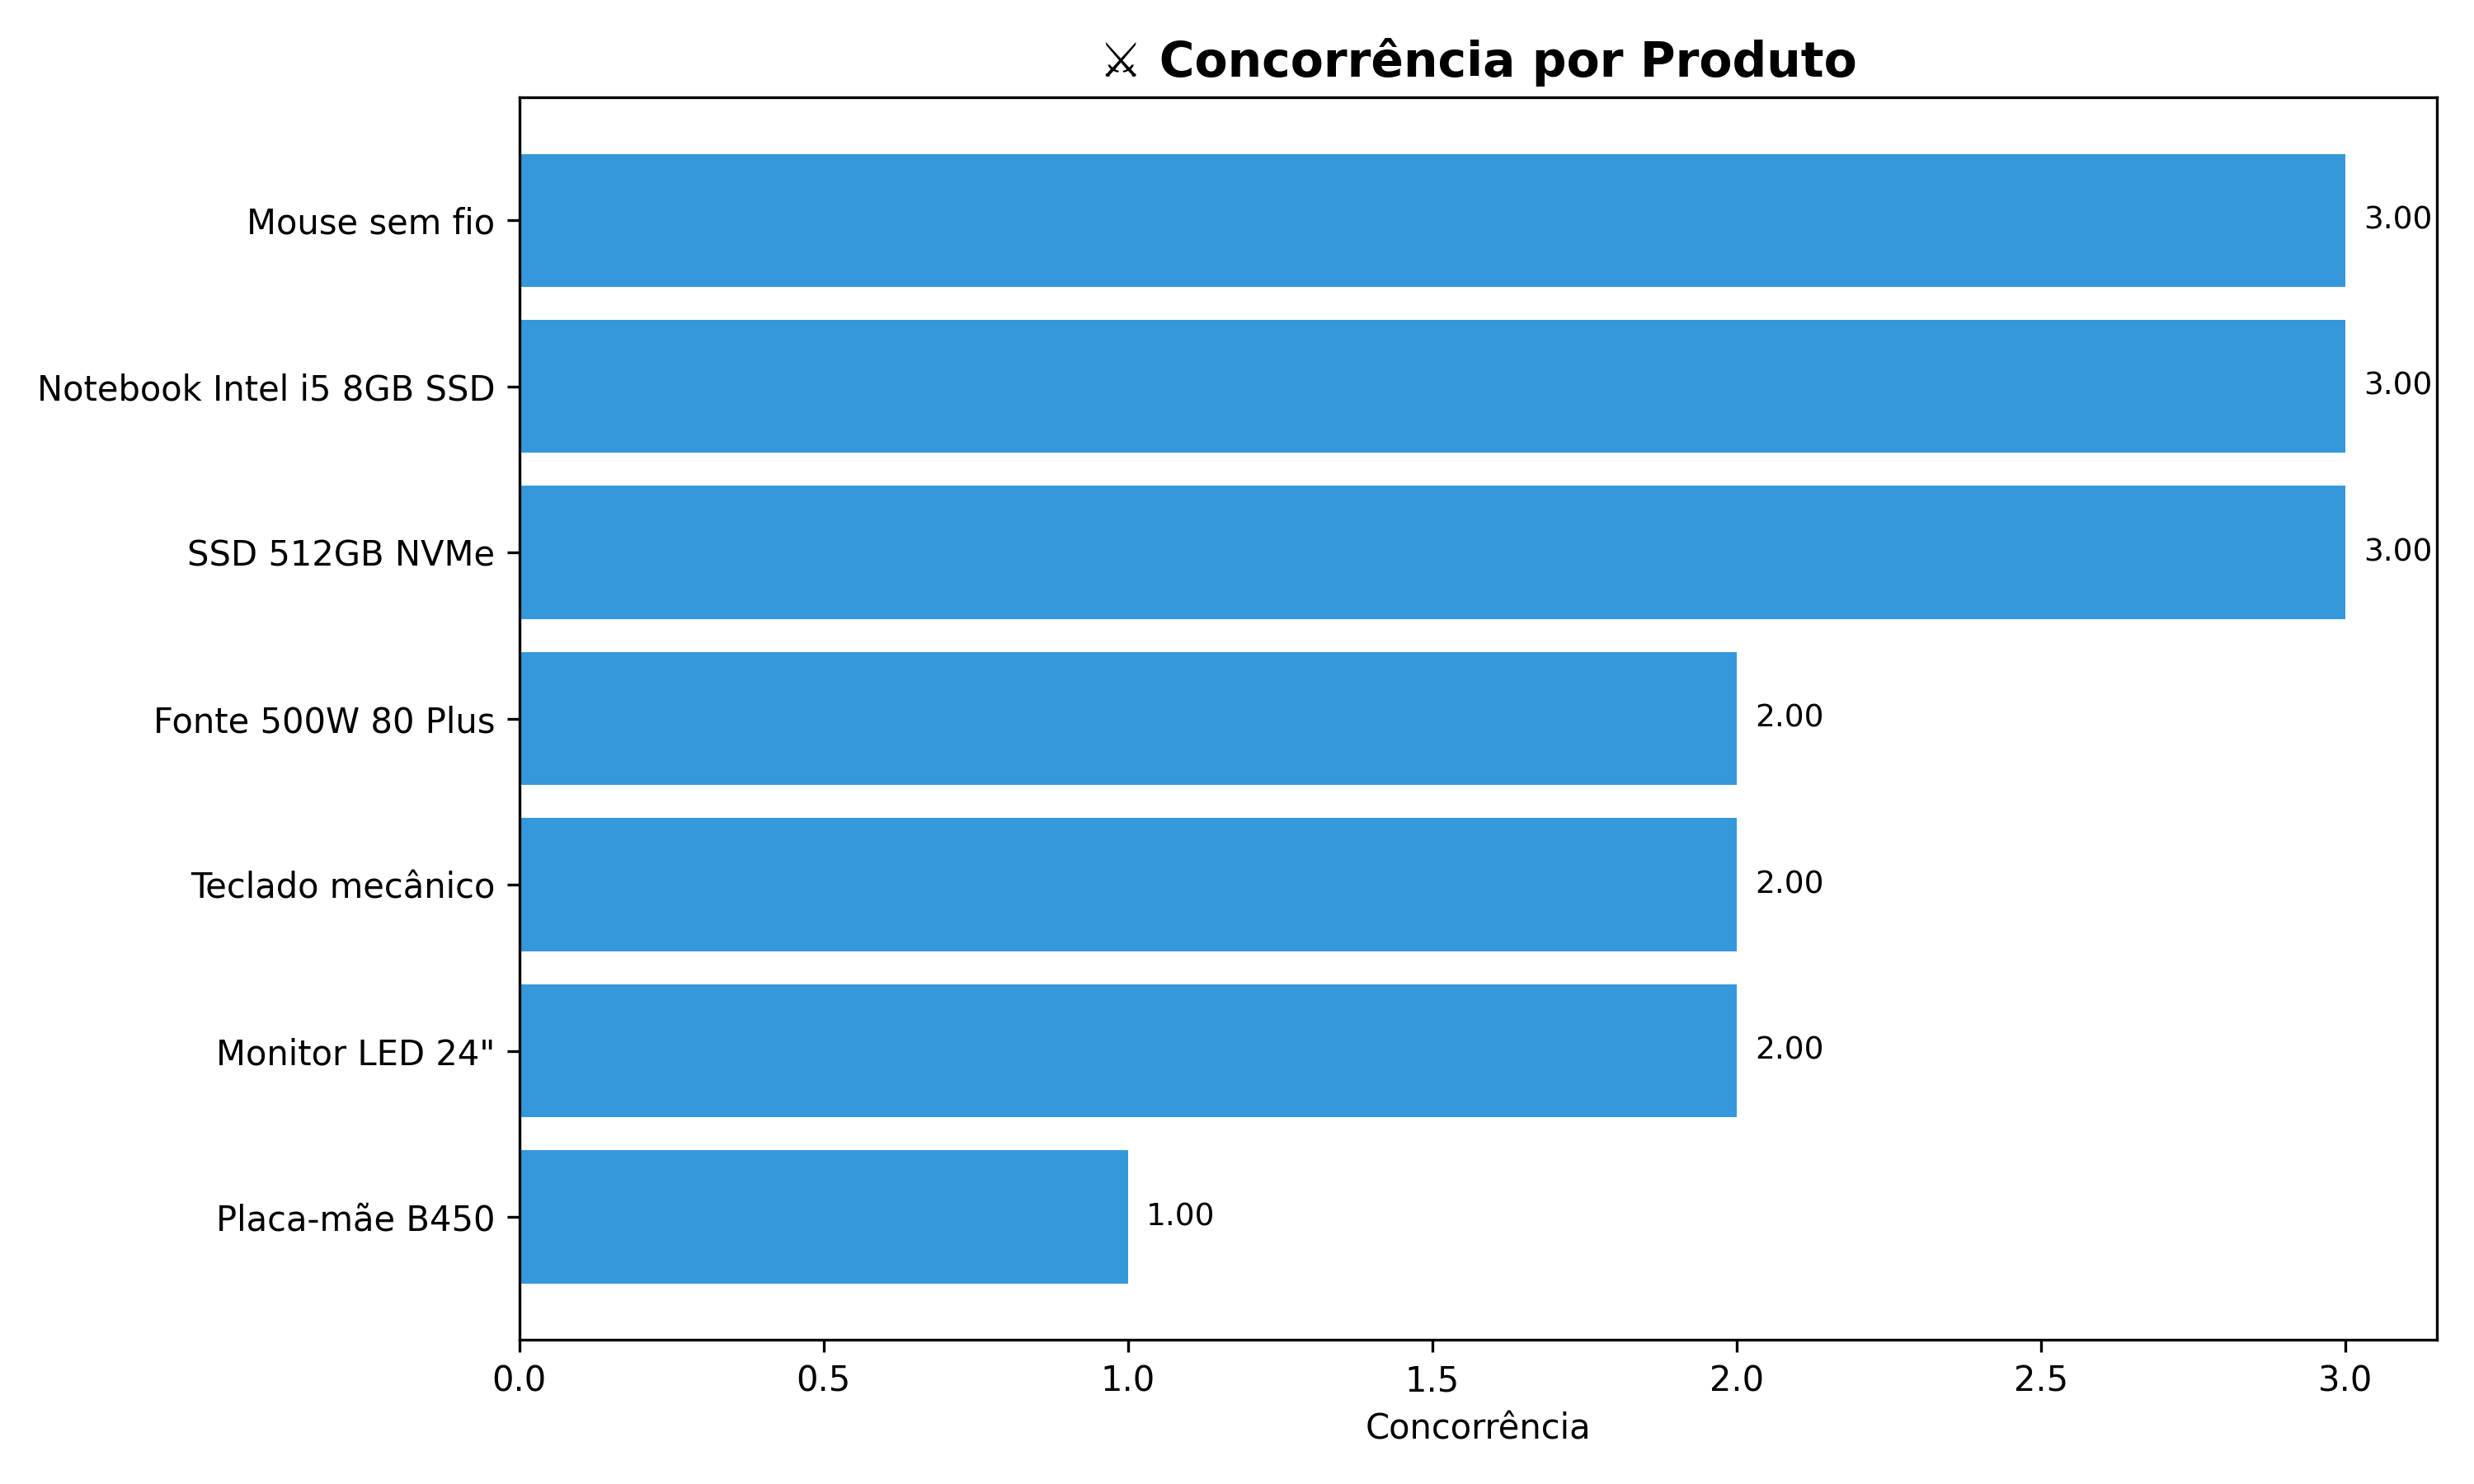 ⚔ Concorrência por Produto
Mouse sem fio 3.00
Notebook Intel i5 8GB SSD 3.00
SSD 512GB NVMe 3.00
Fonte 500W 80 Plus 2.00
Teclado mecânico 2.00
Monitor LED 24" 2.00
Placa-mãe B450 1.00
0.0 0.5 1.0 1.5 2.0 2.5 3.0
Concorrência